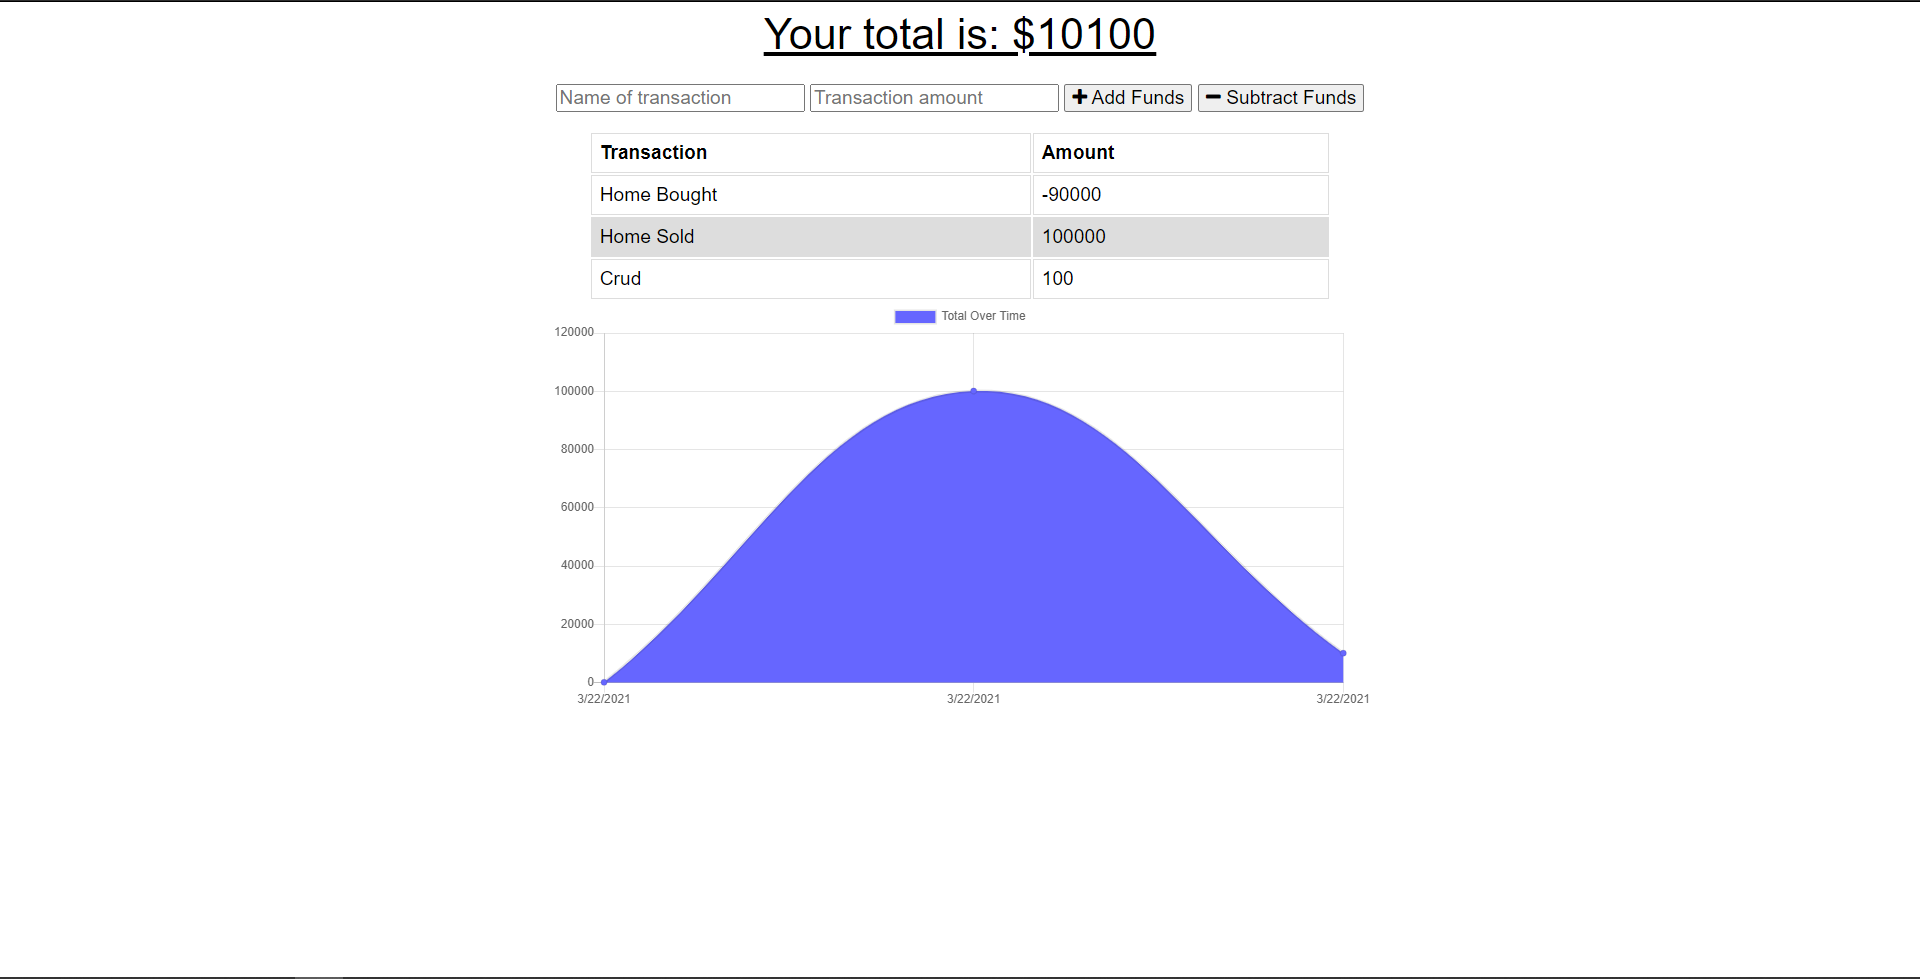 Your total is: $10100
Name of transaction Transaction amount Add Funds Subtract Funds
Transaction Amount
Home Bought -90000
Home Sold 100000
Crud 100
Total Over Time
120000
100000
80000
60000
40000
20000
0
3/22/2021 3/22/2021 3/22/2021